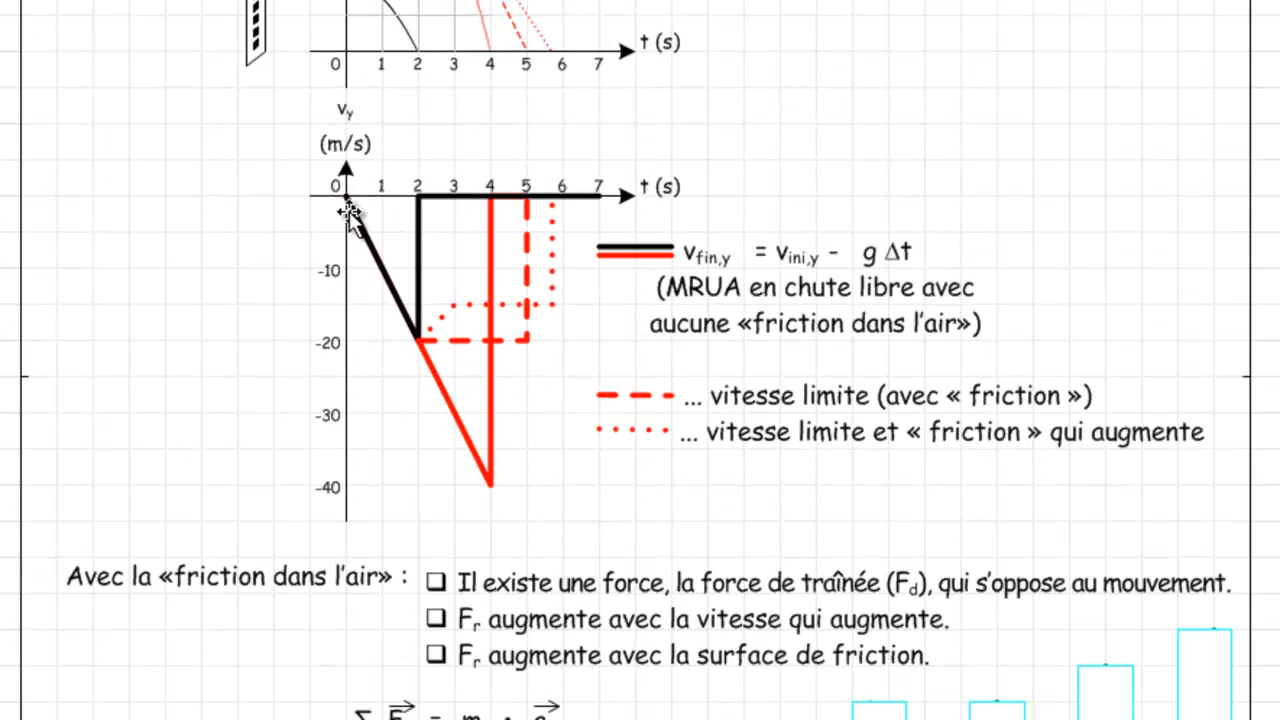 t (s)
0 1 2 3 4 5 6 7
vy
(m/s)
0 1 2 3 4 5 6 7
t (s)
-10
-20
-30
-40
vfin,y = vini,y - g Δt
(MRUA en chute libre avec
aucune «friction dans l'air»)
... vitesse limite (avec « friction »)
... vitesse limite et « friction » qui augmente
Avec la «friction dans l'air» :
❑ Il existe une force, la force de traînée (Fd), qui s'oppose au mouvement.
❑ Fr augmente avec la vitesse qui augmente.
❑ Fr augmente avec la surface de friction.